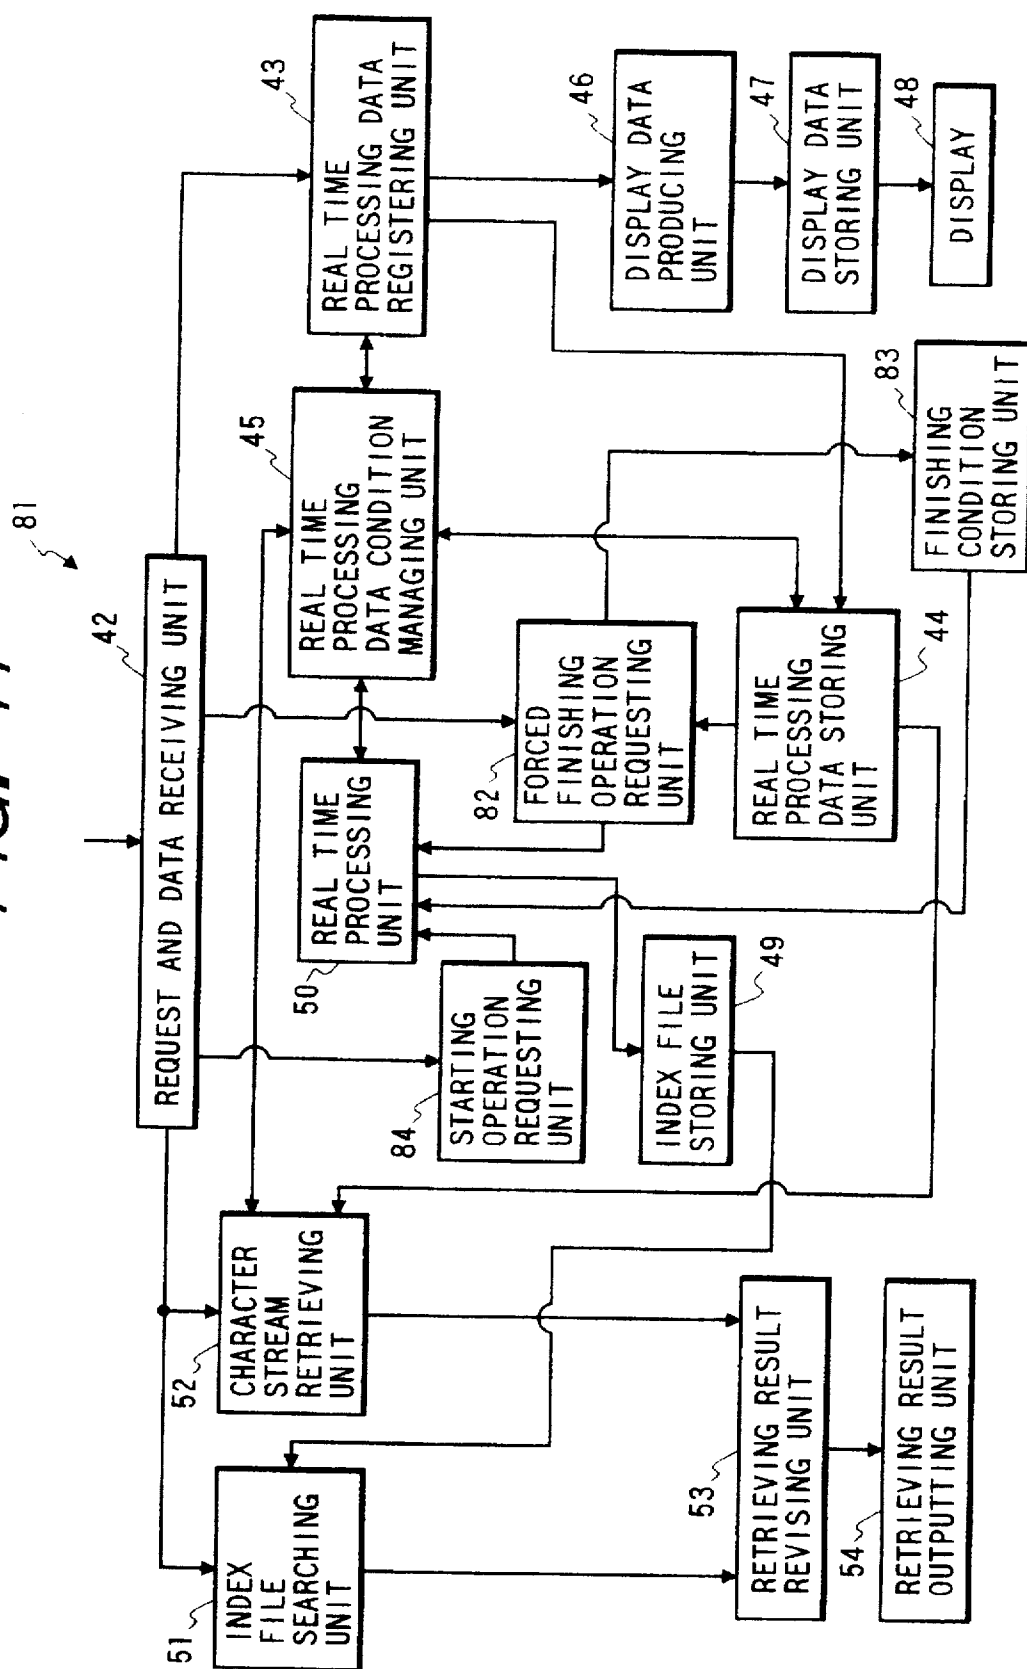 81
42
REQUEST AND DATA RECEIVING UNIT
43
REAL TIME
PROCESSING DATA
REGISTERING UNIT
45
REAL TIME
PROCESSING
DATA CONDITION
MANAGING UNIT
50
REAL TIME
PROCESSING
UNIT
52
CHARACTER
STREAM
RETRIEVING
UNIT
51
INDEX
FILE
SEARCHING
UNIT
84
STARTING
OPERATION
REQUESTING
UNIT
82
FORCED
FINISHING
OPERATION
REQUESTING
UNIT
46
DISPLAY DATA
PRODUCING
UNIT
49
INDEX FILE
STORING UNIT
44
REAL TIME
PROCESSING
DATA STORING
UNIT
47
DISPLAY DATA
STORING UNIT
53
RETRIEVING RESULT
REVISING UNIT
83
FINISHING
CONDITION
STORING UNIT
48
DISPLAY
54
RETRIEVING RESULT
OUTPUTTING UNIT